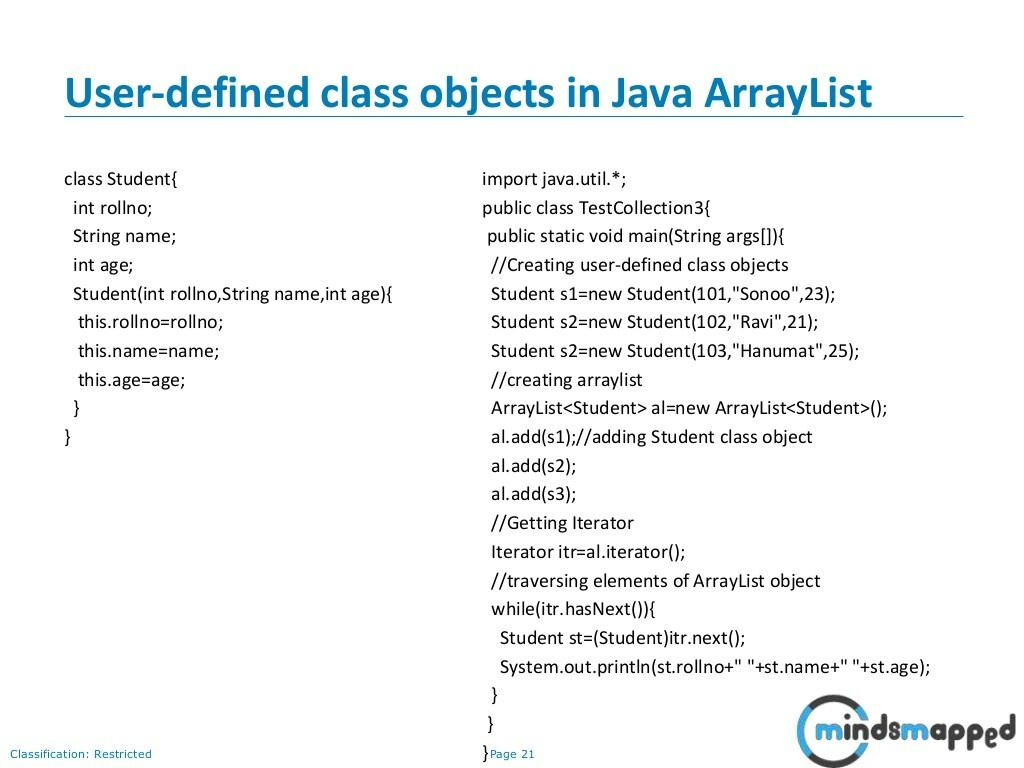 User-defined class objects in Java ArrayList
class Student{
int rollno;
String name;
int age;
Student(int rollno,String name,int age){
this.rollno=rollno;
this.name=name;
this.age=age;
}
}
import java.util.*;
public class TestCollection3{
public static void main(String args[]){
//Creating user-defined class objects
Student s1=new Student(101,"Sonoo",23);
Student s2=new Student(102,"Ravi",21);
Student s2=new Student(103,"Hanumat",25);
//creating arraylist
ArrayList<Student> al=new ArrayList<Student>();
al.add(s1);//adding Student class object
al.add(s2);
al.add(s3);
//Getting Iterator
Iterator itr=al.iterator();
//traversing elements of ArrayList object
while(itr.hasNext()){
Student st=(Student)itr.next();
System.out.println(st.rollno+" "+st.name+" "+st.age);
}
}
}
Classification: Restricted
Page 21
mindsmapped